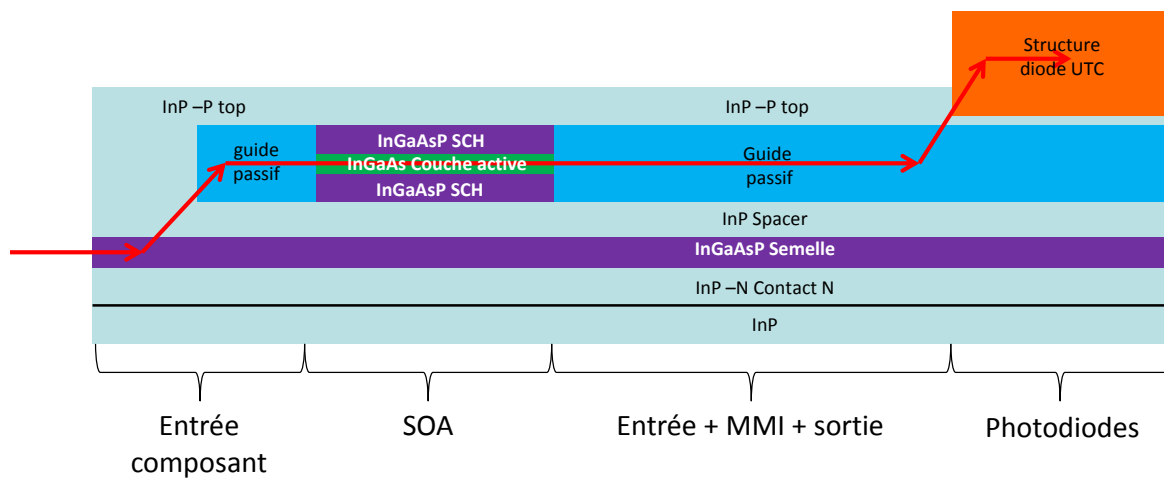 Structure
diode UTC
InP –P top
InP –P top
guide
passif
InGaAsP SCH
InGaAs Couche active
InGaAsP SCH
Guide
passif
InP Spacer
InGaAsP Semelle
InP –N Contact N
InP
Entrée
composant
SOA
Entrée + MMI + sortie
Photodiodes